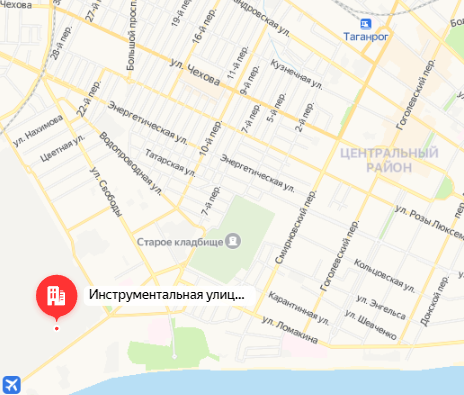 Чехова
27-й пер.
Большой просп.
19-й пер.
16-й пер.
28-й пер.
ул. Чехова
11-й пер.
Кузнечная ул.
Таганрог
9-й пер.
22-й пер.
7-й пер.
5-й пер.
2-й пер.
Гоголевский пер.
ул. Нахимова
Энергетическая ул.
10-й пер.
Цветная ул.
Водопроводная ул.
Татарская ул.
Энергетическая ул.
ЦЕНТРАЛЬНЫЙ
РАЙОН
ул. Свободы
7-й пер.
ул. Розы Люксем
Смирновский пер.
Старое кладбище
Гоголевский пер.
Кольцовская ул.
Инструментальная улиц...
Карантинная ул.
ул. Энгельса
Донской пер.
ул. Шевченко
ул. Ломакина